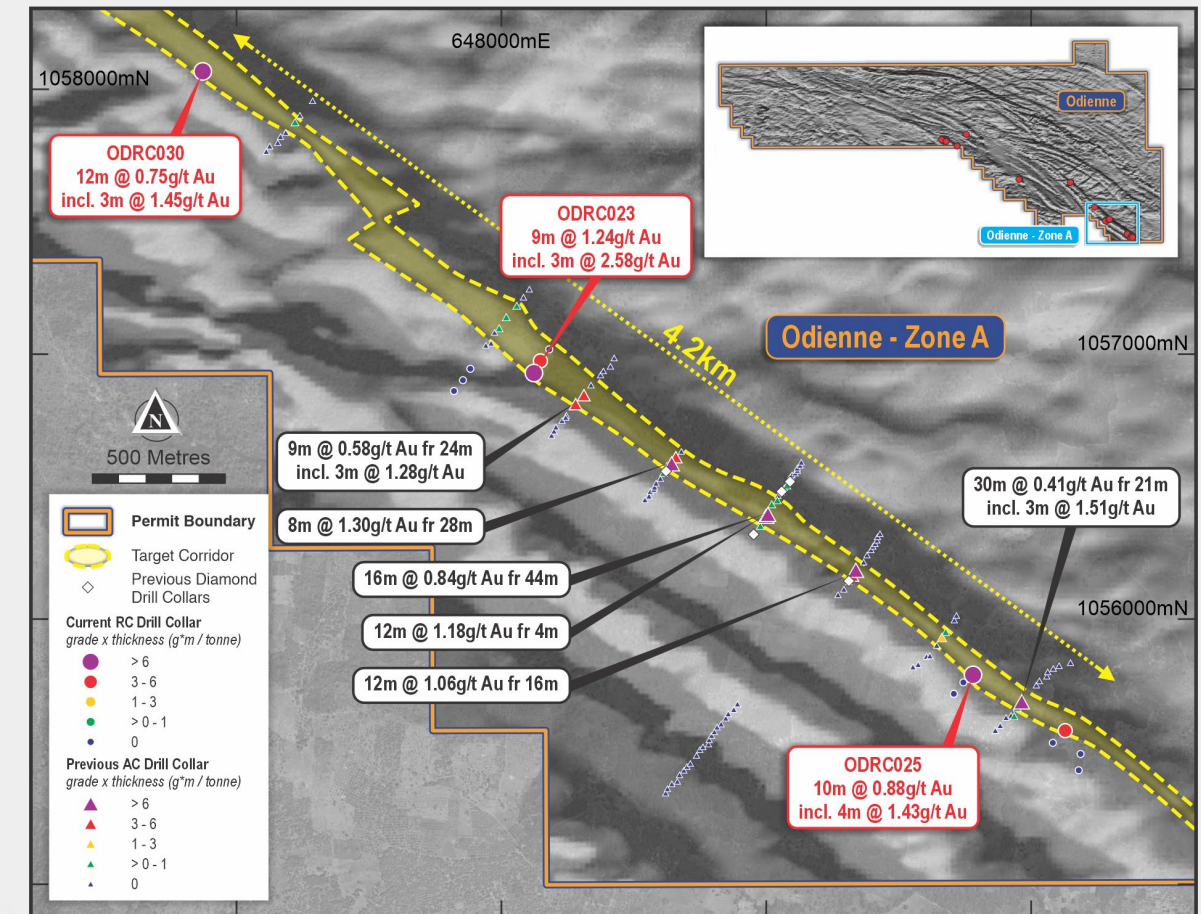 648000mE
1058000mN
Odienne
Odienne - Zone A
ODRC030
12m @ 0.75g/t Au
incl. 3m @ 1.45g/t Au
ODRC023
9m @ 1.24g/t Au
incl. 3m @ 2.58g/t Au
4.2km
Odienne - Zone A
1057000mN
N
500 Metres
9m @ 0.58g/t Au fr 24m
incl. 3m @ 1.28g/t Au
8m @ 1.30g/t Au fr 28m
16m @ 0.84g/t Au fr 44m
12m @ 1.18g/t Au fr 4m
12m @ 1.06g/t Au fr 16m
30m @ 0.41g/t Au fr 21m
incl. 3m @ 1.51g/t Au
1056000mN
ODRC025
10m @ 0.88g/t Au
incl. 4m @ 1.43g/t Au
Permit Boundary
Target Corridor
Previous Diamond
Drill Collars
Current RC Drill Collar
grade x thickness (g*m / tonne)
> 6
3 - 6
1 - 3
> 0 - 1
0
Previous AC Drill Collar
grade x thickness (g*m / tonne)
> 6
3 - 6
1 - 3
> 0 - 1
0